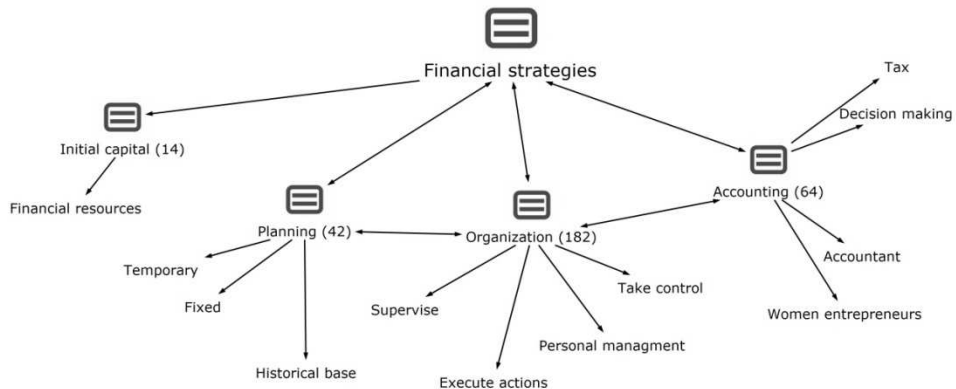 Financial strategies
Tax
Decision making
Initial capital (14)
Accounting (64)
Financial resources
Planning (42)
Organization (182)
Accountant
Temporary
Take control
Fixed
Supervise
Women entrepreneurs
Personal managment
Historical base
Execute actions